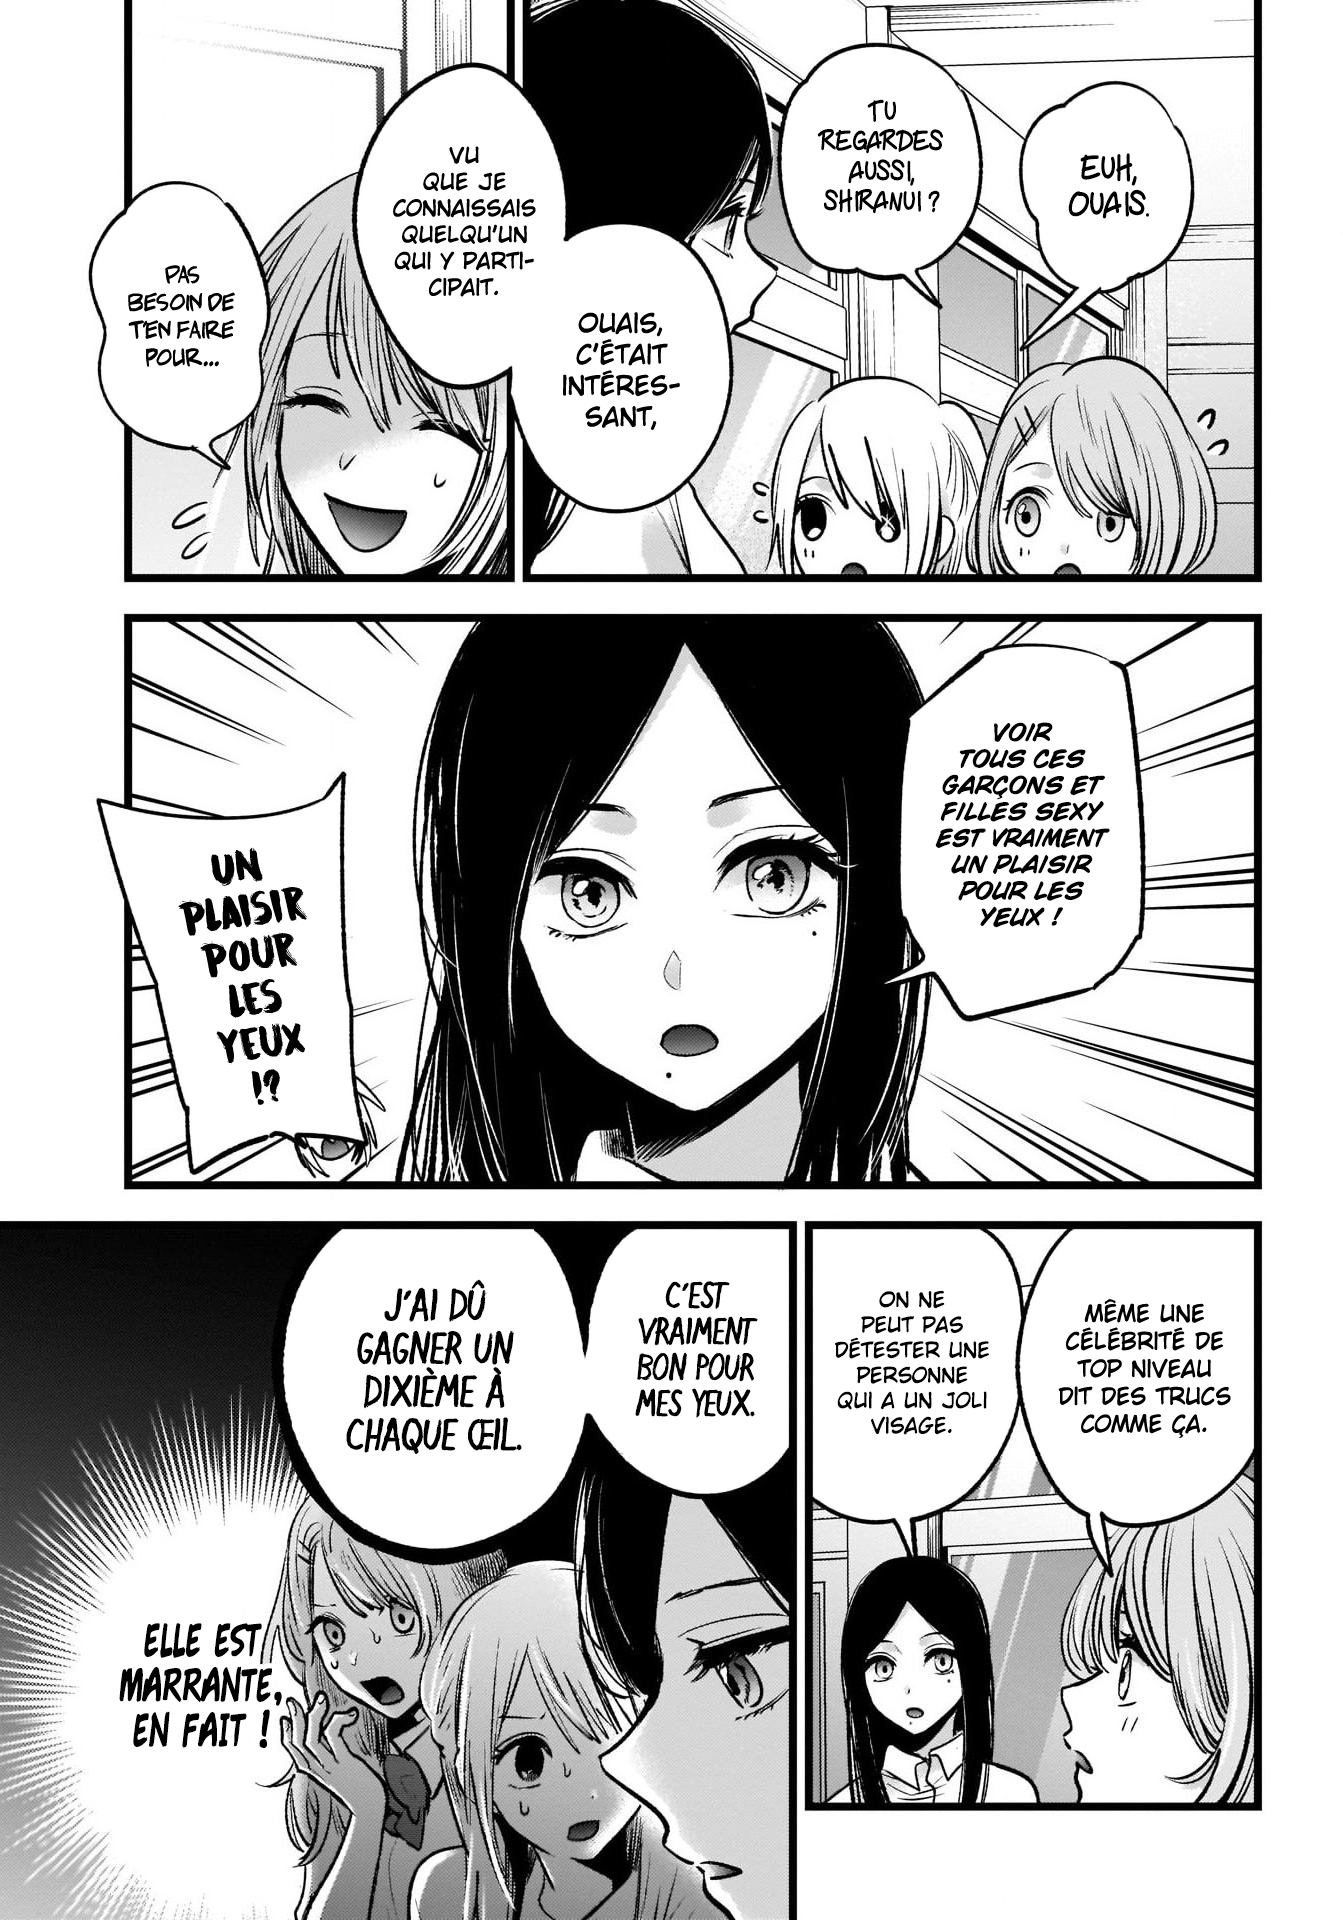 EUH,
OUAIS.
TU
REGARDES
AUSSI,
SHIRANUI ?
OUAIS,
C'ÉTAIT
INTÉRES-
SANT,
VU
QUE JE
CONNAISSAIS
QUELQU'UN
QUI Y PARTI-
CIPAIT.
PAS
BESOIN DE
T'EN FAIRE
POUR...
VOIR
TOUS CES
GARÇONS ET
FILLES SEXY
EST VRAIMENT
UN PLAISIR
POUR LES
YEUX !
UN
PLAISIR
POUR
LES
YEUX
!?
MÊME UNE
CÉLÉBRITÉ DE
TOP NIVEAU
DIT DES TRUCS
COMME ÇA.
ON NE
PEUT PAS
DÉTESTER UNE
PERSONNE
QUI A UN JOLI
VISAGE.
C'EST
VRAIMENT
BON POUR
MES YEUX.
J'AI DÛ
GAGNER UN
DIXIÈME À
CHAQUE ŒIL.
ELLE EST
MARRANTE,
EN FAIT !